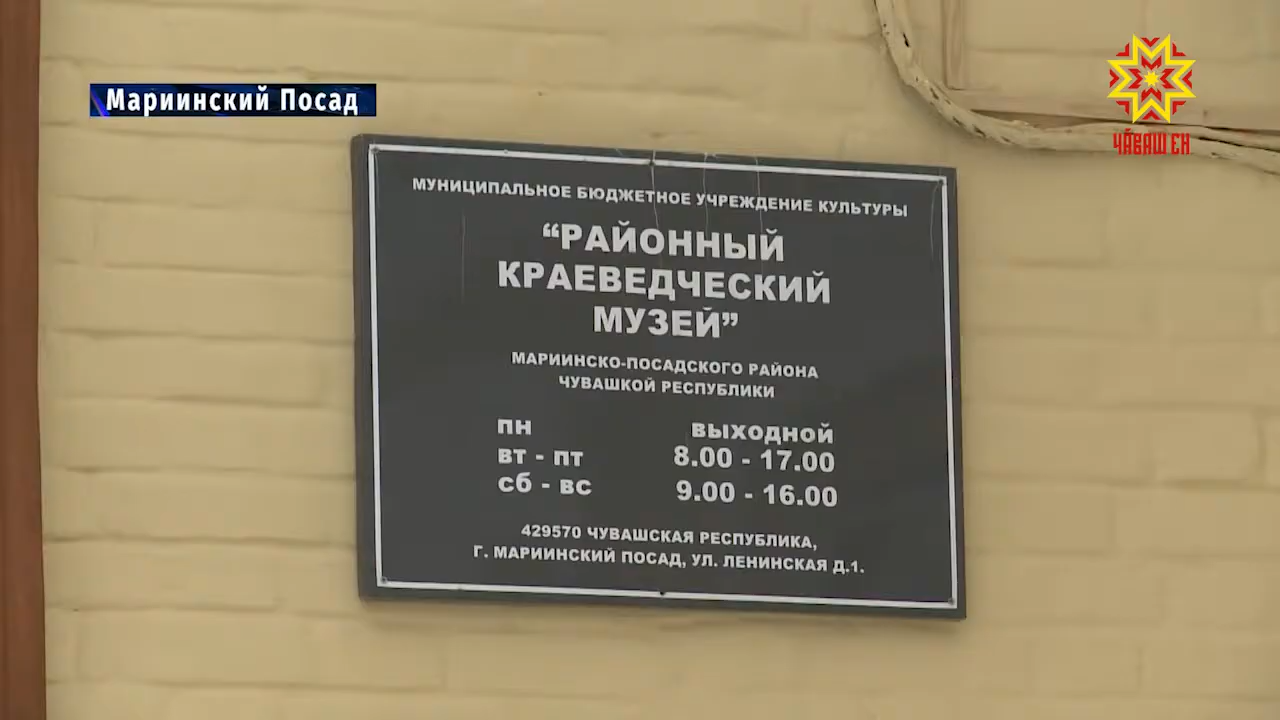 Мариинский Посад
ЧӐВАШ ЕН
МУНИЦИПАЛЬНОЕ БЮДЖЕТНОЕ УЧРЕЖДЕНИЕ КУЛЬТУРЫ
“РАЙОННЫЙ
КРАЕВЕДЧЕСКИЙ
МУЗЕЙ”
МАРИИНСКО-ПОСАДСКОГО РАЙОНА
ЧУВАШКОЙ РЕСПУБЛИКИ
ПН ВЫХОДНОЙ
ВТ - ПТ 8.00 - 17.00
СБ - ВС 9.00 - 16.00
429570 ЧУВАШСКАЯ РЕСПУБЛИКА,
Г. МАРИИНСКИЙ ПОСАД, УЛ. ЛЕНИНСКАЯ Д.1.